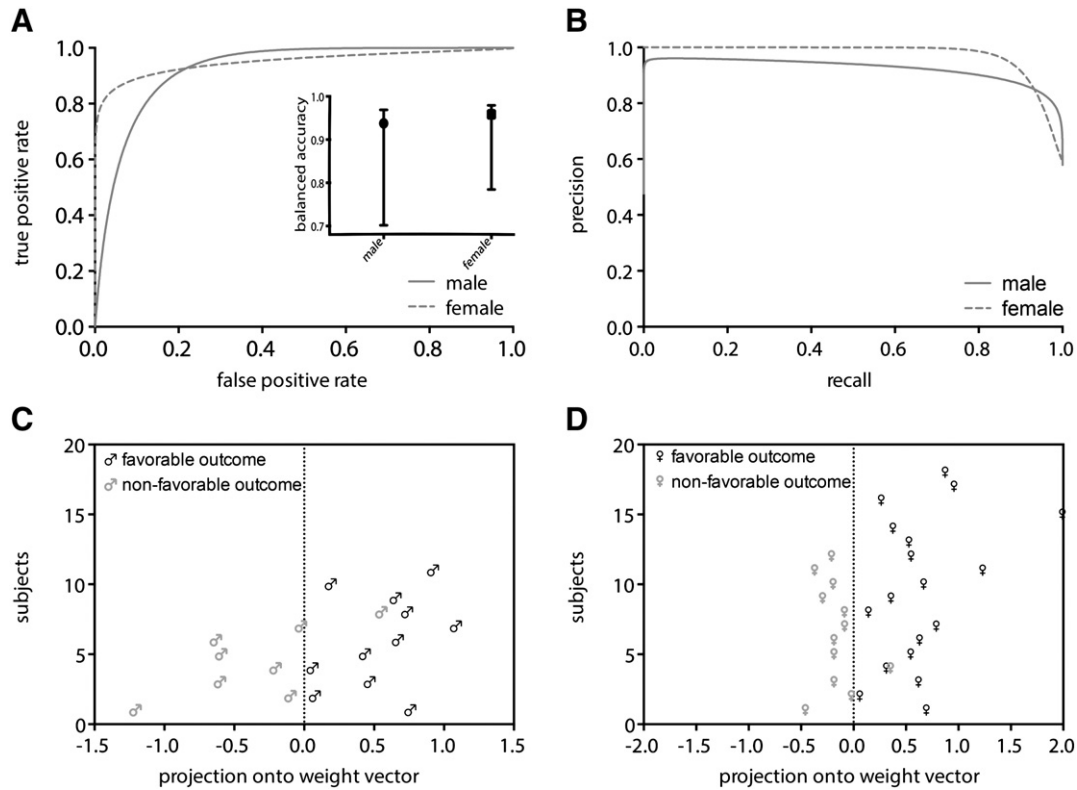 A
1.0
0.8
0.6
0.4
0.2
0.0
true positive rate
0.0 0.2 0.4 0.6 0.8 1.0
false positive rate
balanced accuracy
1.0
0.9
0.8
0.7
male
female
male
female
B
1.0
0.8
0.6
0.4
0.2
0.0
precision
0.0 0.2 0.4 0.6 0.8 1.0
recall
male
female
C
20
15
10
5
0
subjects
♂ favorable outcome
♂ non-favorable outcome
-1.5 -1.0 -0.5 0.0 0.5 1.0 1.5
projection onto weight vector
D
20
15
10
5
0
subjects
♀ favorable outcome
♀ non-favorable outcome
-2.0 -1.5 -1.0 -0.5 0.0 0.5 1.0 1.5 2.0
projection onto weight vector